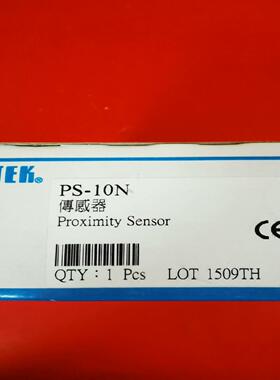 TEK®
PS-10N
傳感器
Proximity Sensor
CE
QTY：1 Pcs LOT 1509TH